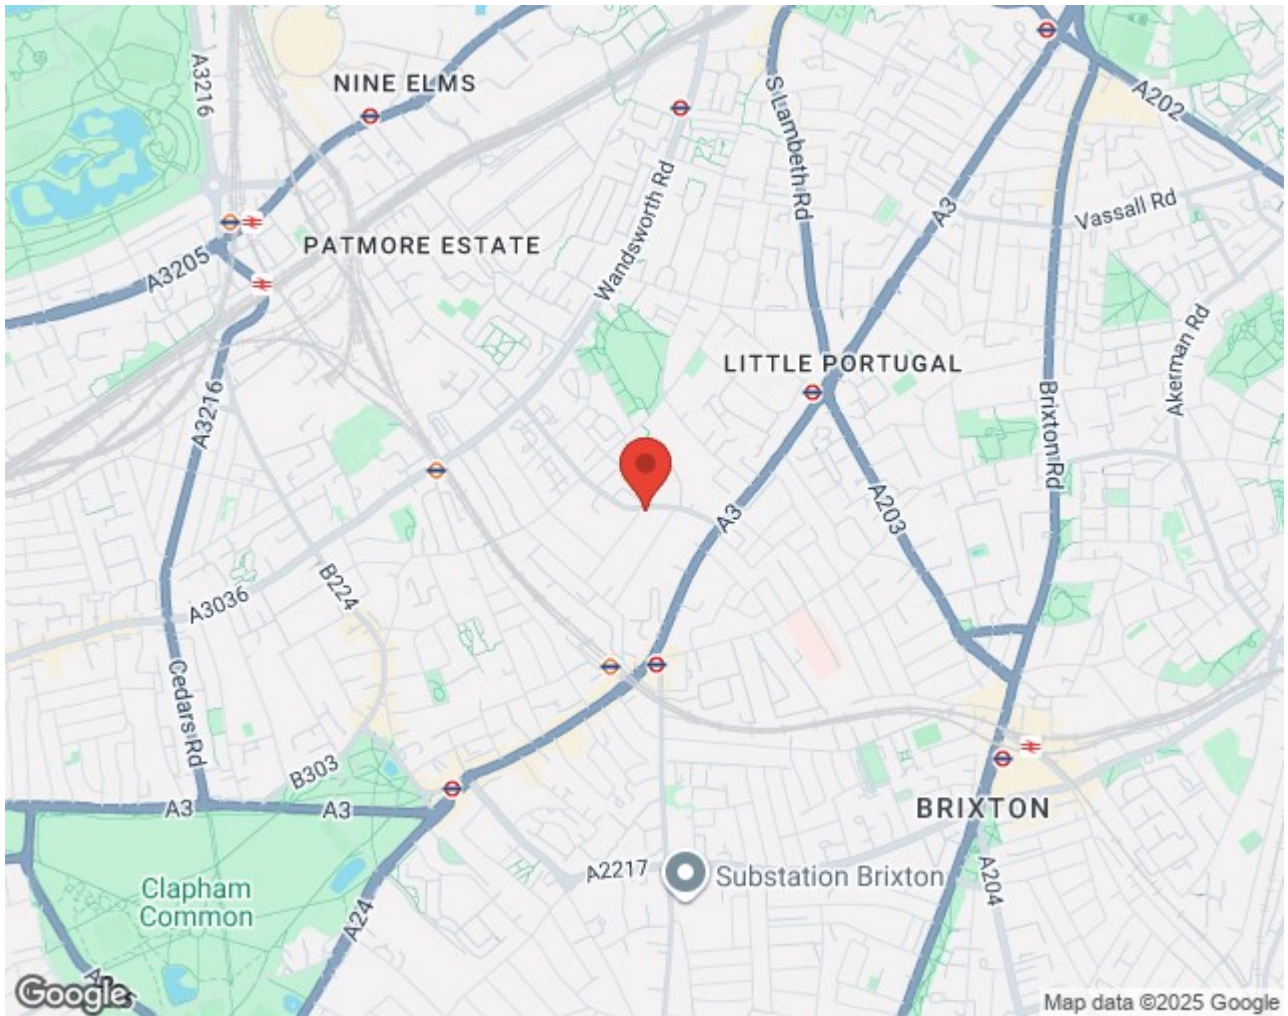 A3216
NINE ELMS
S Lambeth Rd
A202
Wandsworth Rd
A3
Vassall Rd
PATMORE ESTATE
A3205
LITTLE PORTUGAL
Akerman Rd
A3216
Brixton Rd
A203
A3
B224
A3036
Cedars Rd
B303
A3
A3
BRIXTON
A2217
Substation Brixton
A204
Clapham
Common
A24
Google
Map data ©2025 Google